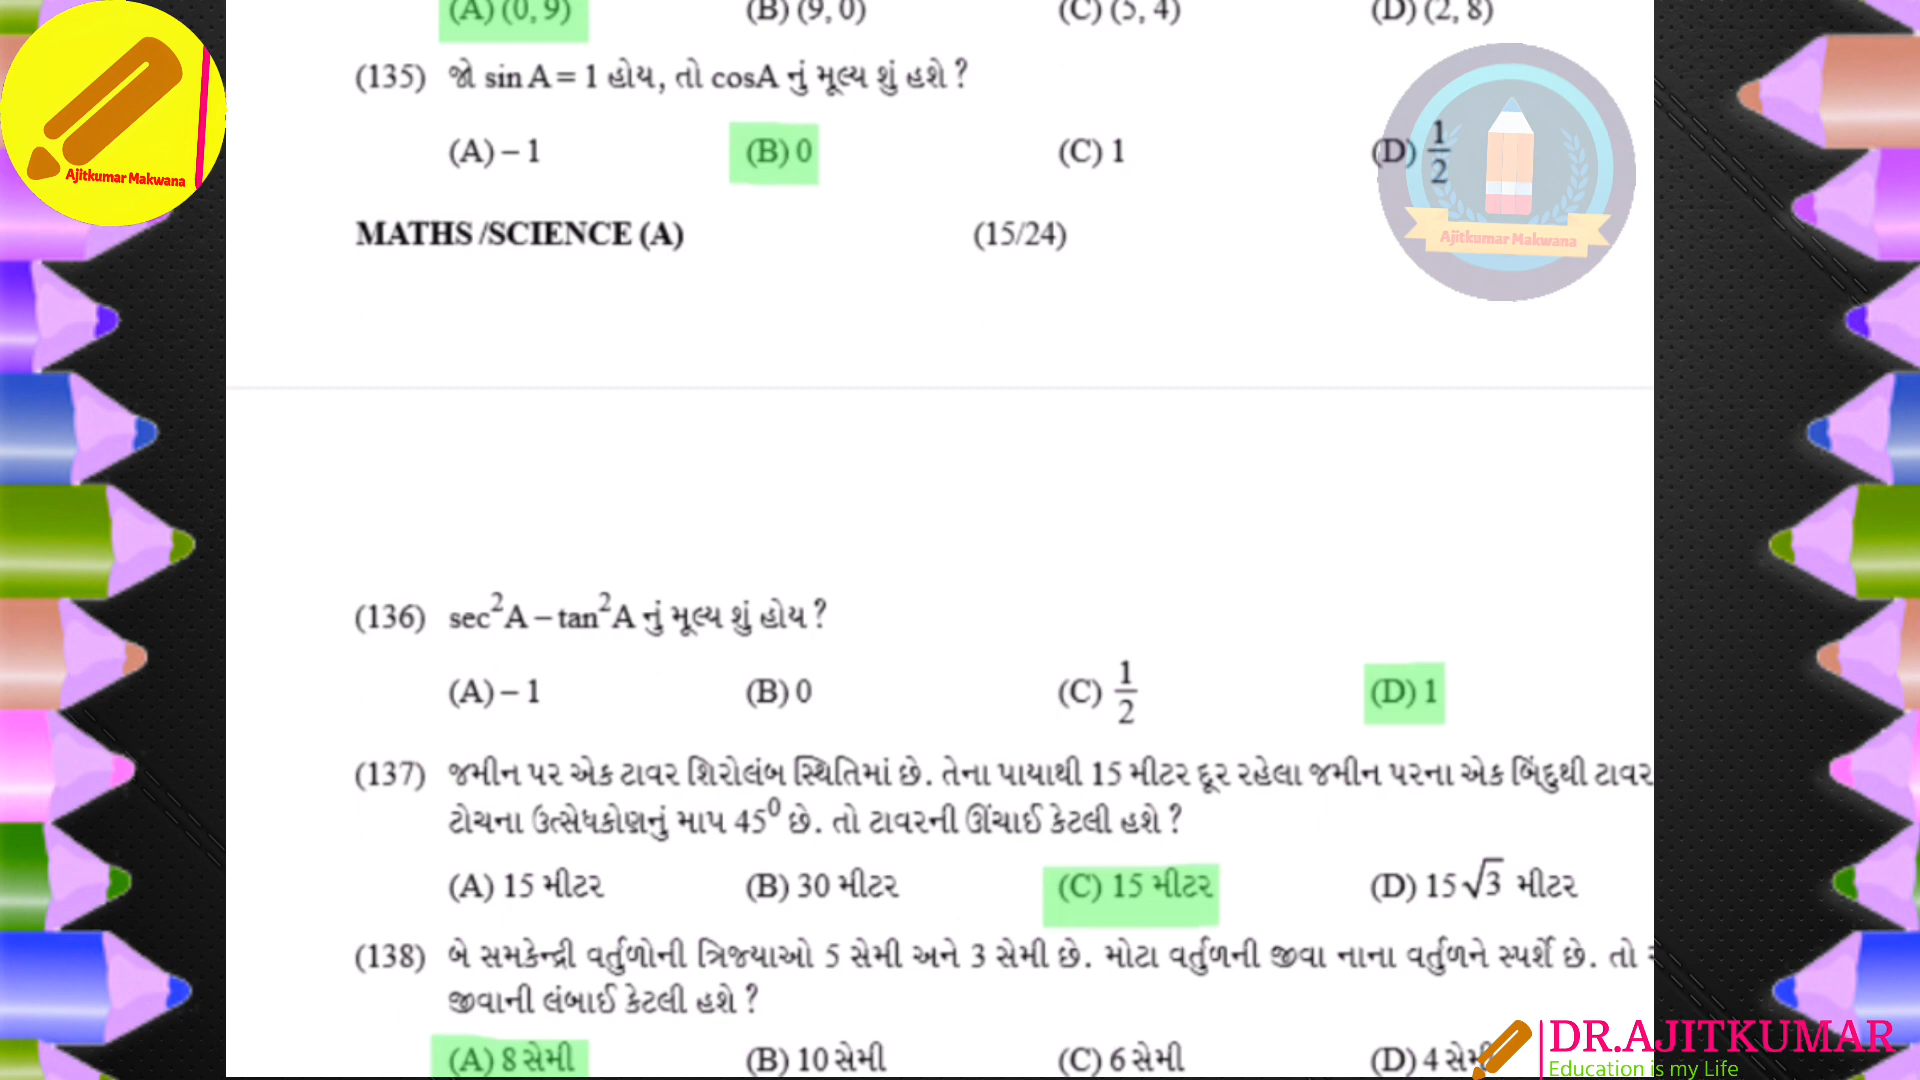 (A) (0, 9) (B) (9, 0) (C) (5, 4) (D) (2, 8)
(135) જો sin A = 1 હોય, તો cosA નું મૂલ્ય શું હશે ?
(A) – 1 (B) 0 (C) 1 (D) 1/2
MATHS /SCIENCE (A) (15/24)
(136) sec²A – tan²A નું મૂલ્ય શું હોય ?
(A) – 1 (B) 0 (C) 1/2 (D) 1
(137) જમીન પર એક ટાવર શિરોલંબ સ્થિતિમાં છે. તેના પાયાથી 15 મીટર દૂર રહેલા જમીન પરના એક બિંદુથી ટાવર
ટોચના ઉત્સેધકોણનું માપ 45⁰ છે. તો ટાવરની ઊંચાઈ કેટલી હશે ?
(A) 15 મીટર (B) 30 મીટર (C) 15 મીટર (D) 15√3 મીટર
(138) બે સમકેન્દ્રી વર્તુળોની ત્રિજ્યાઓ 5 સેમી અને 3 સેમી છે. મોટા વર્તુળની જીવા નાના વર્તુળને સ્પર્શે છે. તો
જીવાની લંબાઈ કેટલી હશે ?
(A) 8 સેમી (B) 10 સેમી (C) 6 સેમી (D) 4 સેમી
Ajitkumar Makwana
Ajitkumar Makwana
DR.AJITKUMAR
Education is my Life